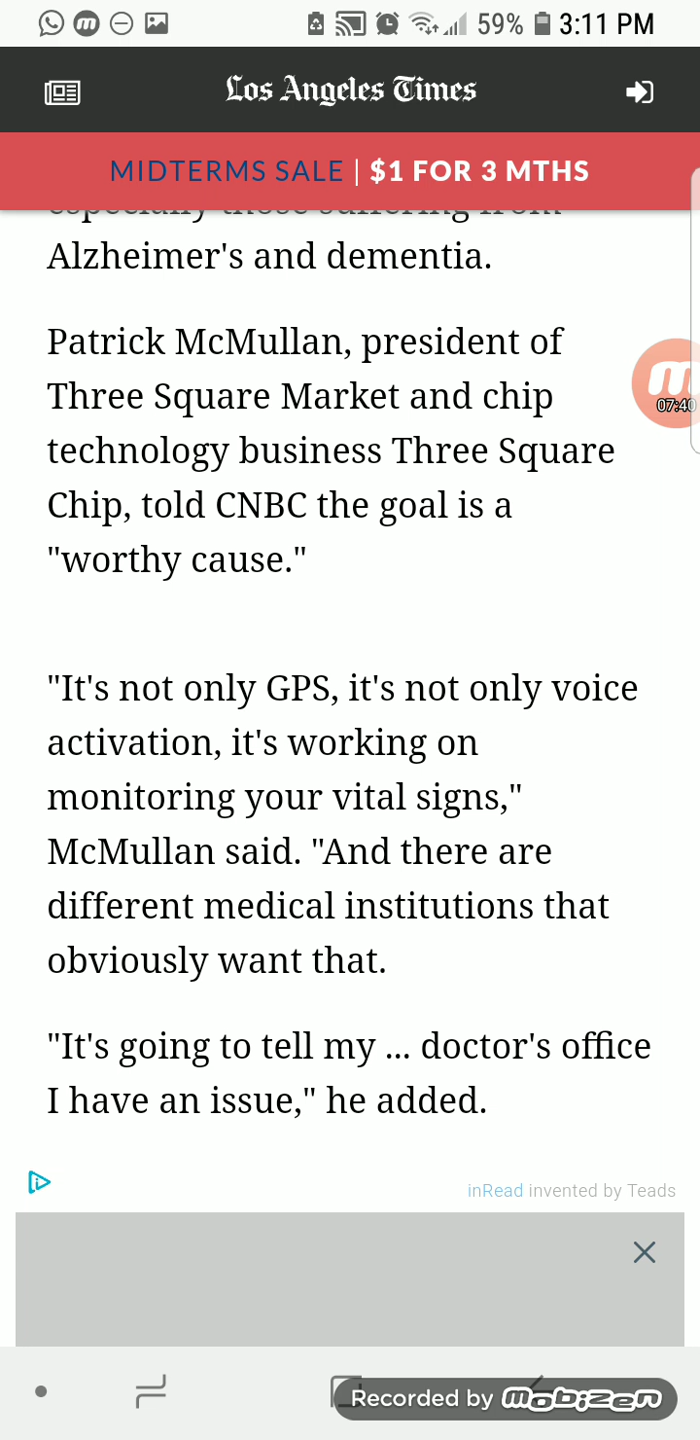 59% 3:11 PM
Los Angeles Times
MIDTERMS SALE | $1 FOR 3 MTHS
especially those suffering from
Alzheimer's and dementia.
Patrick McMullan, president of
Three Square Market and chip
technology business Three Square
Chip, told CNBC the goal is a
"worthy cause."
07:40
"It's not only GPS, it's not only voice
activation, it's working on
monitoring your vital signs,"
McMullan said. "And there are
different medical institutions that
obviously want that.
"It's going to tell my ... doctor's office
I have an issue," he added.
inRead invented by Teads
Recorded by mobizen